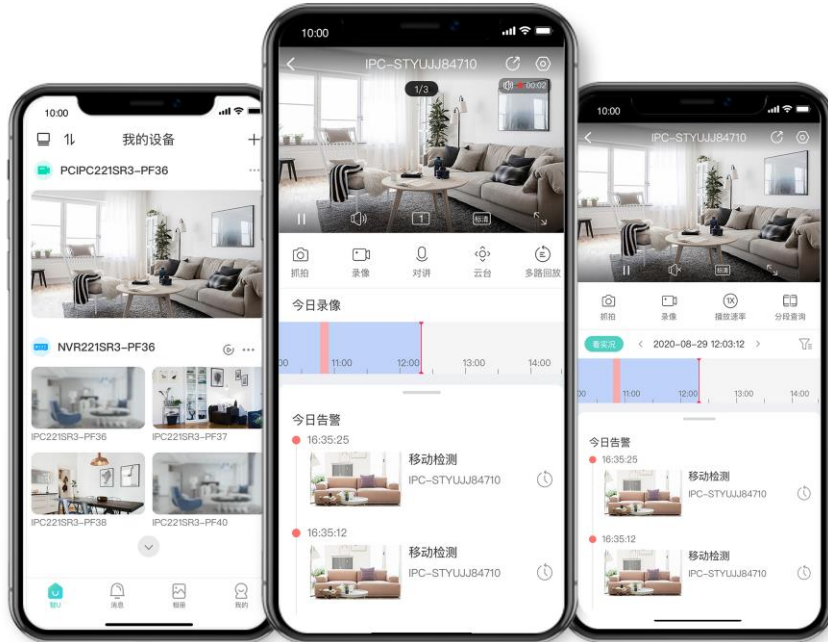 10:00
我的设备
PCIPC221SR3-PF36
NVR221SR3-PF36
IPC221SR3-PF36
IPC221SR3-PF37
IPC221SR3-PF38
IPC221SR3-PF40
消息
相册
我的
10:00
IPC-STYUJJ84710
1/3
00:02
1
标清
抓拍
录像
对讲
云台
多路回放
今日录像
00
11:00
12:00
13:00
14:00
今日告警
16:35:25
移动检测
IPC-STYUJJ84710
16:35:12
移动检测
IPC-STYUJJ84710
10:00
IPC-STYUJJ84710
标清
抓拍
录像
1X
播放速率
分段查询
看实况
2020-08-29 12:03:12
00
11:00
12:00
13:00
14:00
今日告警
16:35:25
移动检测
IPC-STYUJJ84710
16:35:12
移动检测
IPC-STYUJJ84710